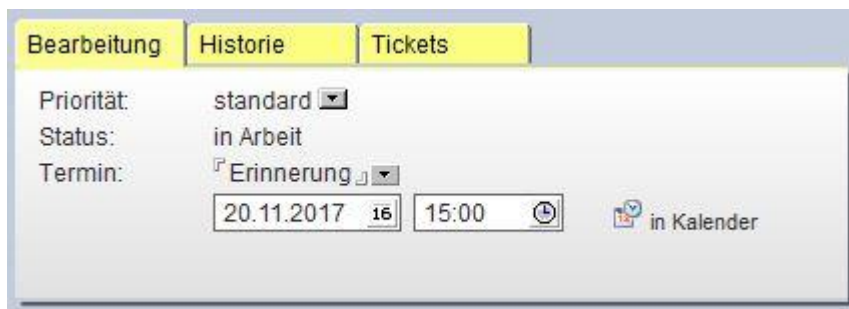 Bearbeitung Historie Tickets
Priorität: standard
Status: in Arbeit
Termin: Erinnerung
20.11.2017 16 15:00 in Kalender